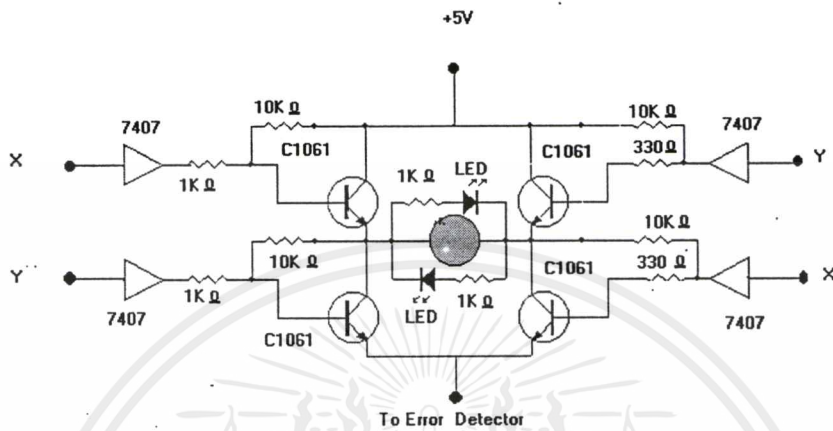 +5V
10K Ω
10K Ω
7407
7407
C1061
C1061
330Ω
X
Y
1K Ω
LED
1K Ω
10K Ω
Y
10K Ω
C1061
330 Ω
X
1K Ω
1K Ω
7407
LED
7407
C1061
To Error Detector